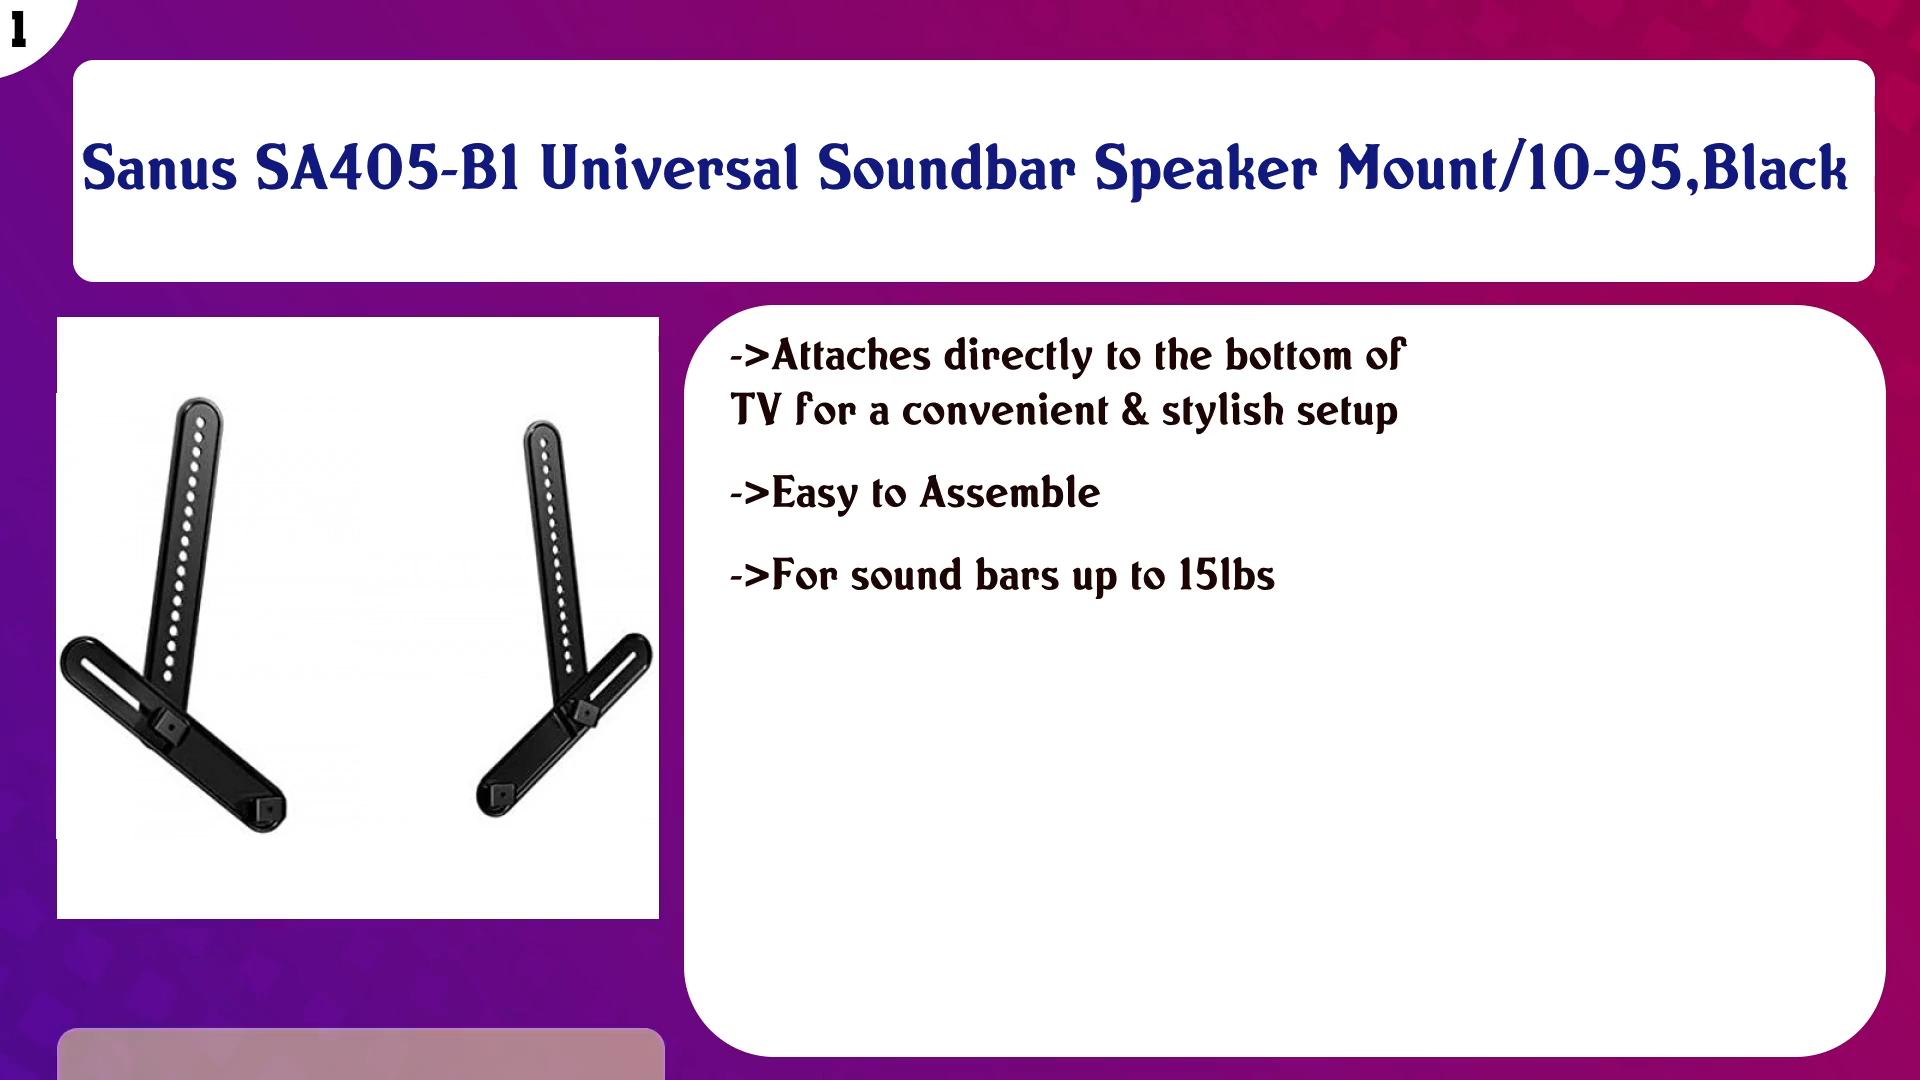 1
Sanus SA405-B1 Universal Soundbar Speaker Mount/10-95,Black
->Attaches directly to the bottom of
TV for a convenient & stylish setup
->Easy to Assemble
->For sound bars up to 15lbs